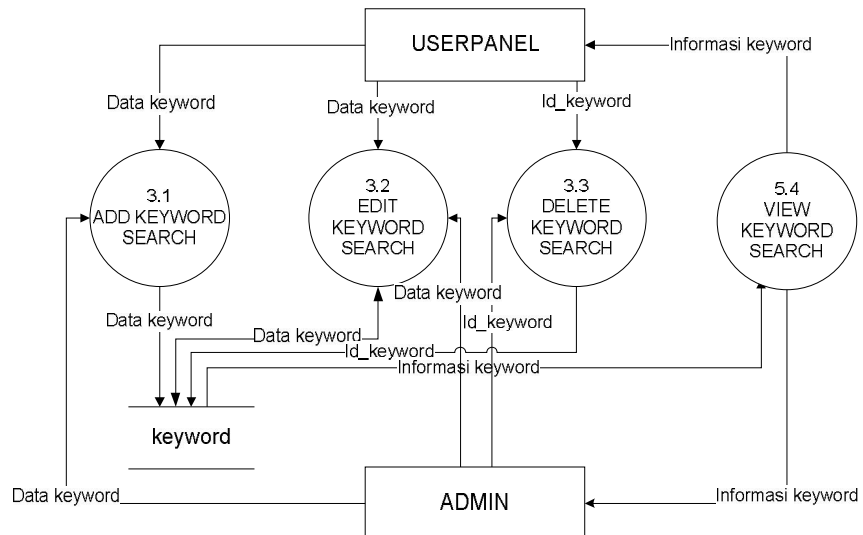 USERPANEL
Informasi keyword
Data keyword
Data keyword
Id_keyword
3.1
ADD KEYWORD
SEARCH
3.2
EDIT
KEYWORD
SEARCH
3.3
DELETE
KEYWORD
SEARCH
5.4
VIEW
KEYWORD
SEARCH
Data keyword
Data keyword
Id_keyword
Data keyword
Id_keyword
Informasi keyword
keyword
Data keyword
ADMIN
Informasi keyword